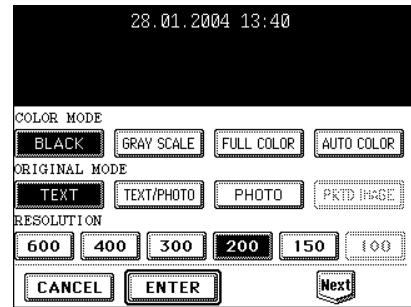 28.01.2004 13:40
COLOR MODE
BLACK GRAY SCALE FULL COLOR AUTO COLOR
ORIGINAL MODE
TEXT TEXT/PHOTO PHOTO PRTD IMAGE
RESOLUTION
600 400 300 200 150 100
CANCEL ENTER Next